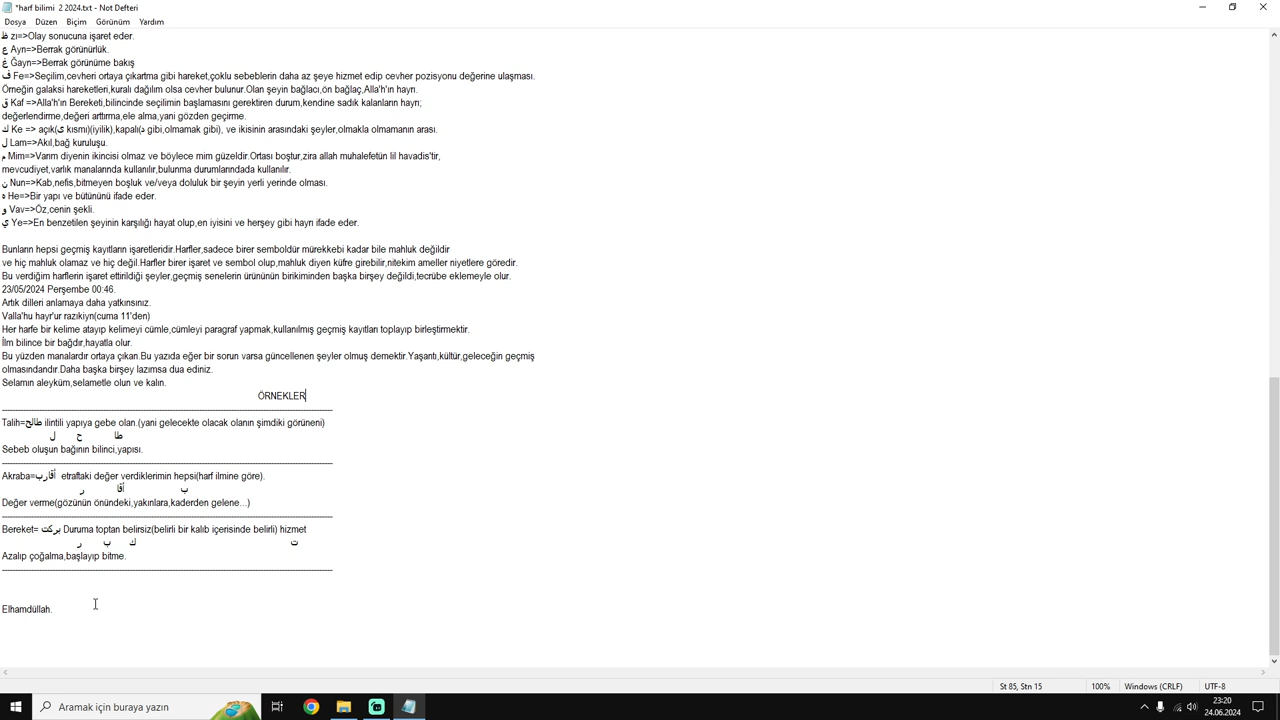 *harf bilimi  2 2024.txt - Not Defteri
Dosya Düzen Biçim Görünüm Yardım
ظ zı=>Olay sonucuna işaret eder.
ع Ayn=>Berrak görünürlük.
غ Ğayn=>Berrak görünüme bakış
ف Fe=>Seçilim,cevheri ortaya çıkartma gibi hareket,çoklu sebeblerin daha az şeye hizmet edip cevher pozisyonu değerine ulaşması.
Örneğin galaksi hareketleri,kuralı dağılım olsa cevher bulunur.Olan şeyin bağlacı,ön bağlaç,Alla'h'ın hayrı.
ق Kaf =>Alla'h'ın Bereketi,bilincinde seçilimin başlamasını gerektiren durum,kendine sadık kalanların hayrı;
değerlendirme,değeri arttırma,ele alma,yani gözden geçirme.
ك Ke => açık(ى kısmı)(iyilik),kapalı(د gibi,olmamak gibi), ve ikisinin arasındaki şeyler,olmakla olmamanın arası.
ل Lam=>Akıl,bağ kuruluşu.
م Mim=>Varım diyenin ikincisi olmaz ve böylece mim güzeldir.Ortası boştur,zira allah muhalefetün lil havadis'tir,
mevcudiyet,varlık manalarında kullanılır,bulunma durumlarındada kullanılır.
ن Nun=>Kab,nefis,bitmeyen boşluk ve/veya doluluk bir şeyin yerli yerinde olması.
ه He=>Bir yapı ve bütününü ifade eder.
و Vav=>Öz,cenin şekli.
ي Ye=>En benzetilen şeyinin karşılığı hayat olup,en iyisini ve herşey gibi hayrı ifade eder.
Bunların hepsi geçmiş kayıtların işaretleridir.Harfler,sadece birer semboldür mürekkebi kadar bile mahluk değildir
ve hiç mahluk olamaz ve hiç değil.Harfler birer işaret ve sembol olup,mahluk diyen küfre girebilir,nitekim ameller niyetlere göredir.
Bu verdiğim harflerin işaret ettirildiği şeyler,geçmiş senelerin ürününün birikiminden başka birşey değildi,tecrübe eklemeyle olur.
23/05/2024 Perşembe 00:46.
Artık dilleri anlamaya daha yatkınsınız.
Valla'hu hayr'ur razıkiyn(cuma 11'den)
Her harfe bir kelime atayıp kelimeyi cümle,cümleyi paragraf yapmak,kullanılmış geçmiş kayıtları toplayıp birleştirmektir.
İlm bilince bir bağdır,hayatla olur.
Bu yüzden manalardır ortaya çıkan.Bu yazıda eğer bir sorun varsa güncellenen şeyler olmuş demektir.Yaşantı,kültür,geleceğin geçmiş
olmasındandır.Daha başka birşey lazımsa dua ediniz.
Selamın aleyküm,selametle olun ve kalın.
ÖRNEKLER
Talih=طالح ilintili yapıya gebe olan.(yani gelecekte olacak olanın şimdiki görüneni)
ل ح طا
Sebeb oluşun bağının bilinci,yapısı.
Akraba=أقارب etraftaki değer verdiklerimin hepsi(harf ilmine göre).
ر أقا ب
Değer verme(gözünün önündeki,yakınlara,kaderden gelene...)
Bereket= بركت Duruma toptan belirsiz(belirli bir kalıb içerisinde belirli) hizmet
ر ب ك ت
Azalıp çoğalma,başlayıp bitme.
Elhamdüllah.
St 85, Stn 15 100% Windows (CRLF) UTF-8
Aramak için buraya yazın
23:20
24.06.2024